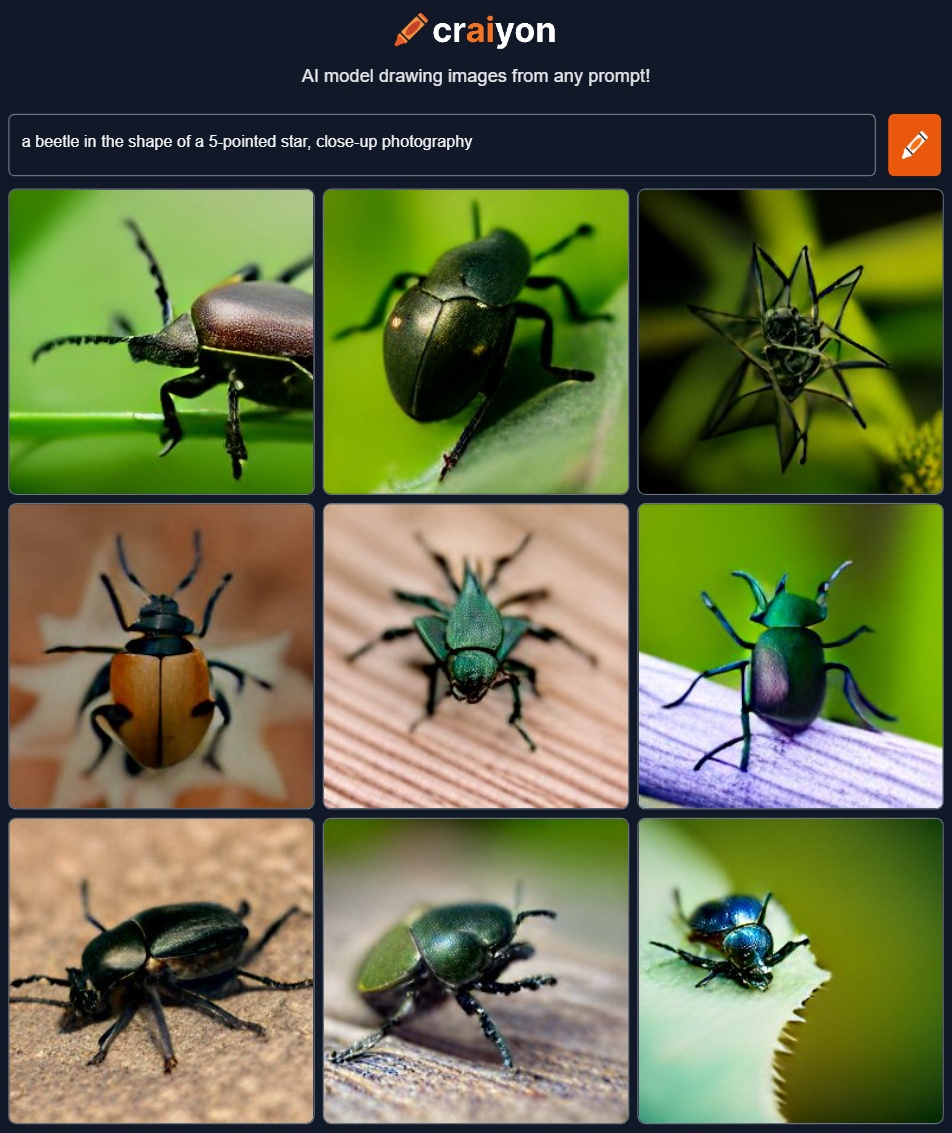 craiyon
AI model drawing images from any prompt!
a beetle in the shape of a 5-pointed star, close-up photography